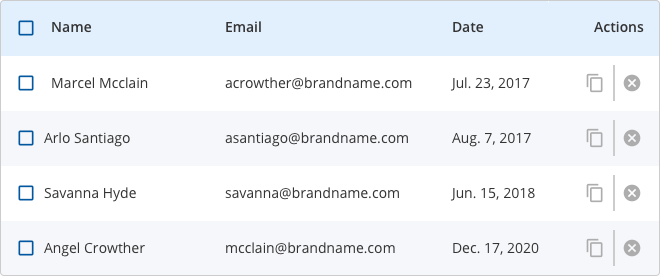 Name Email Date Actions
Marcel Mcclain acrowther@brandname.com Jul. 23, 2017
Arlo Santiago asantiago@brandname.com Aug. 7, 2017
Savanna Hyde savanna@brandname.com Jun. 15, 2018
Angel Crowther mcclain@brandname.com Dec. 17, 2020